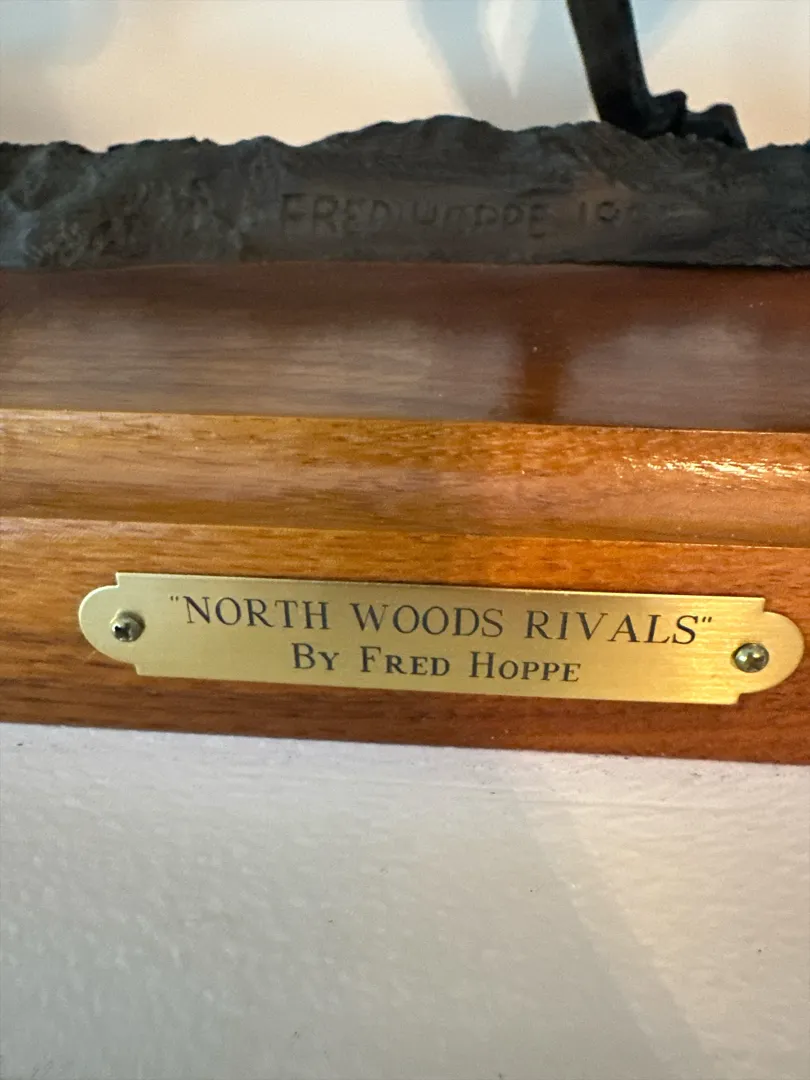 FRED HOPPE
"NORTH WOODS RIVALS"
BY FRED HOPPE